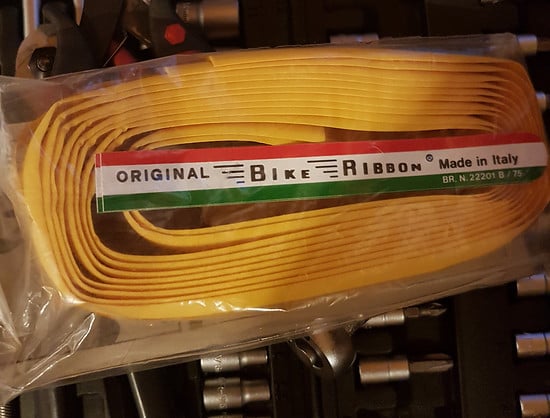 ORIGINAL BIKE RIBBON® Made in Italy
BR. N. 22201 B / 75